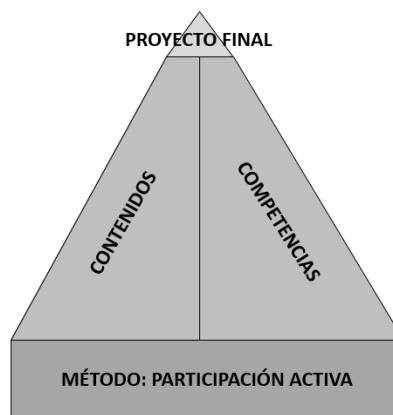 PROYECTO FINAL
CONTENIDOS
COMPETENCIAS
MÉTODO: PARTICIPACIÓN ACTIVA